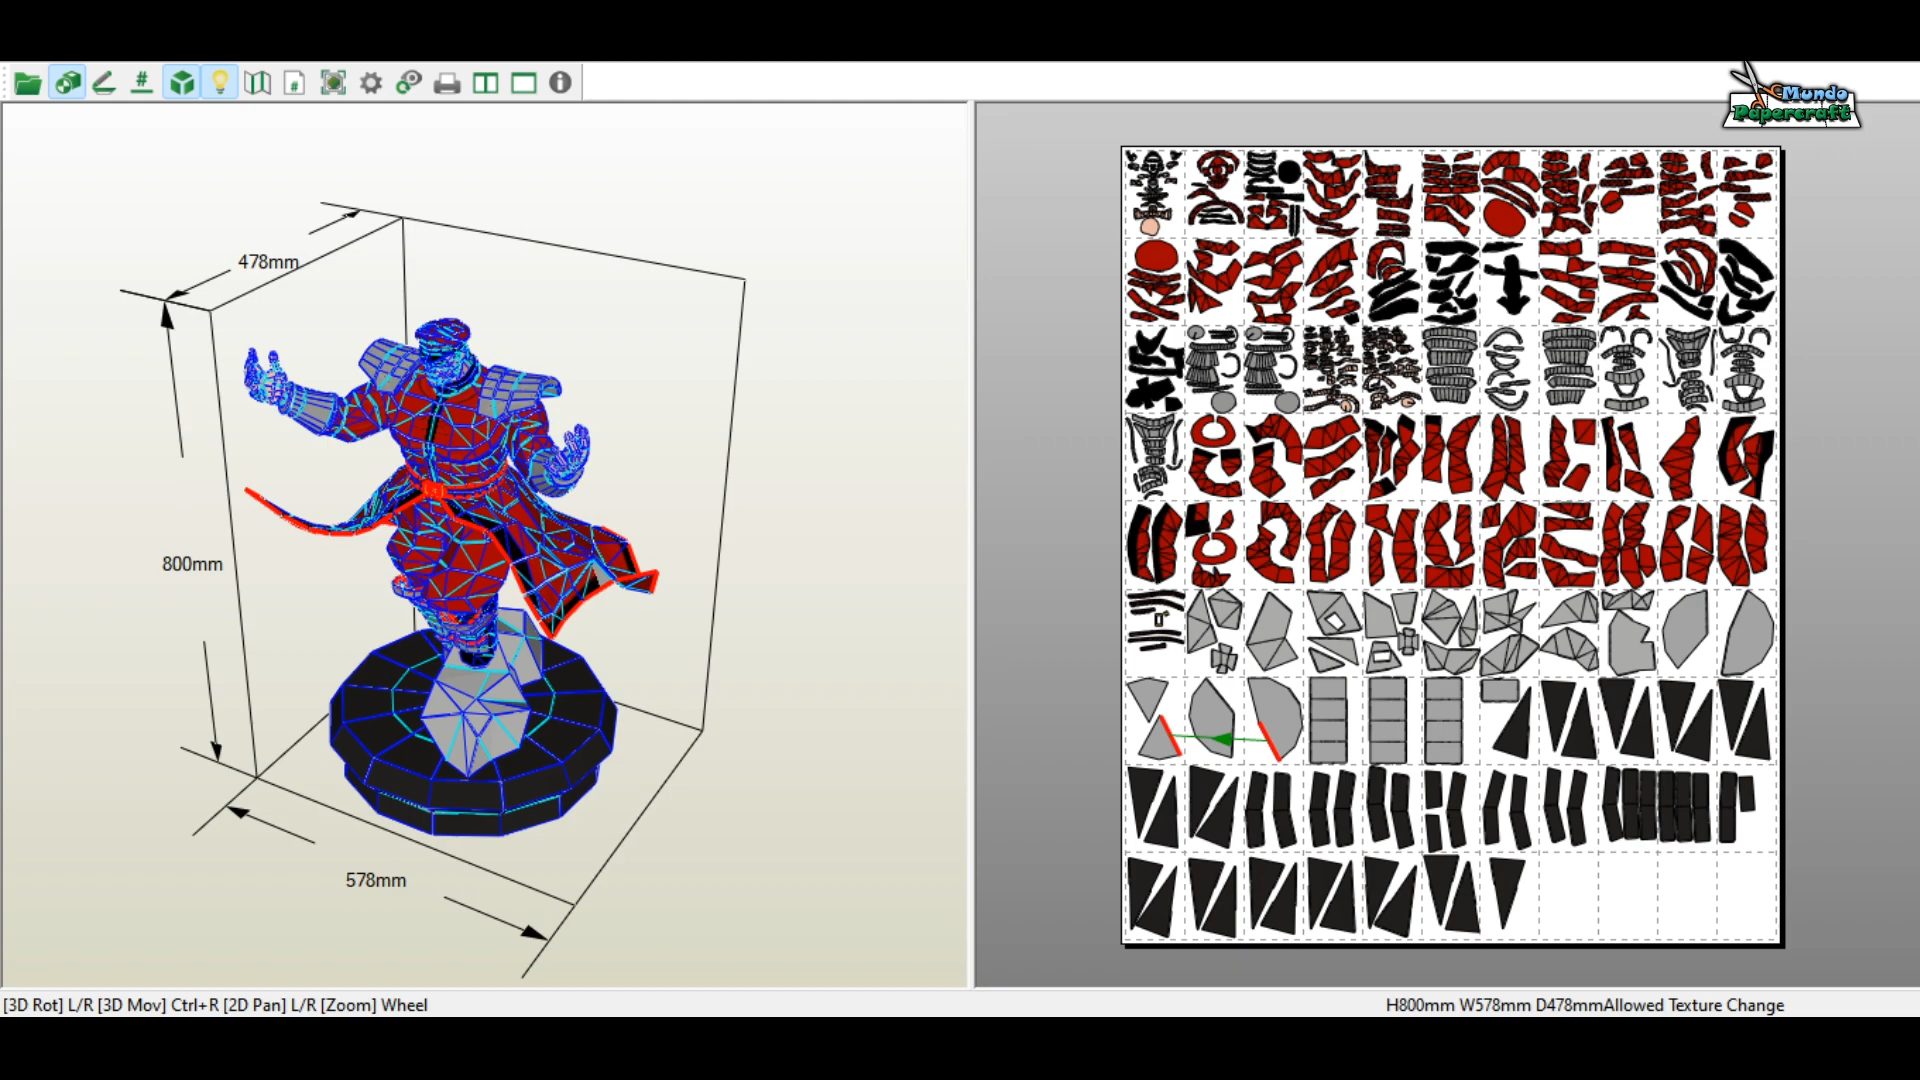 Mundo
Papercraft
478mm
800mm
578mm
[3D Rot] L/R [3D Mov] Ctrl+R [2D Pan] L/R [Zoom] Wheel
H800mm W578mm D478mmAllowed Texture Change